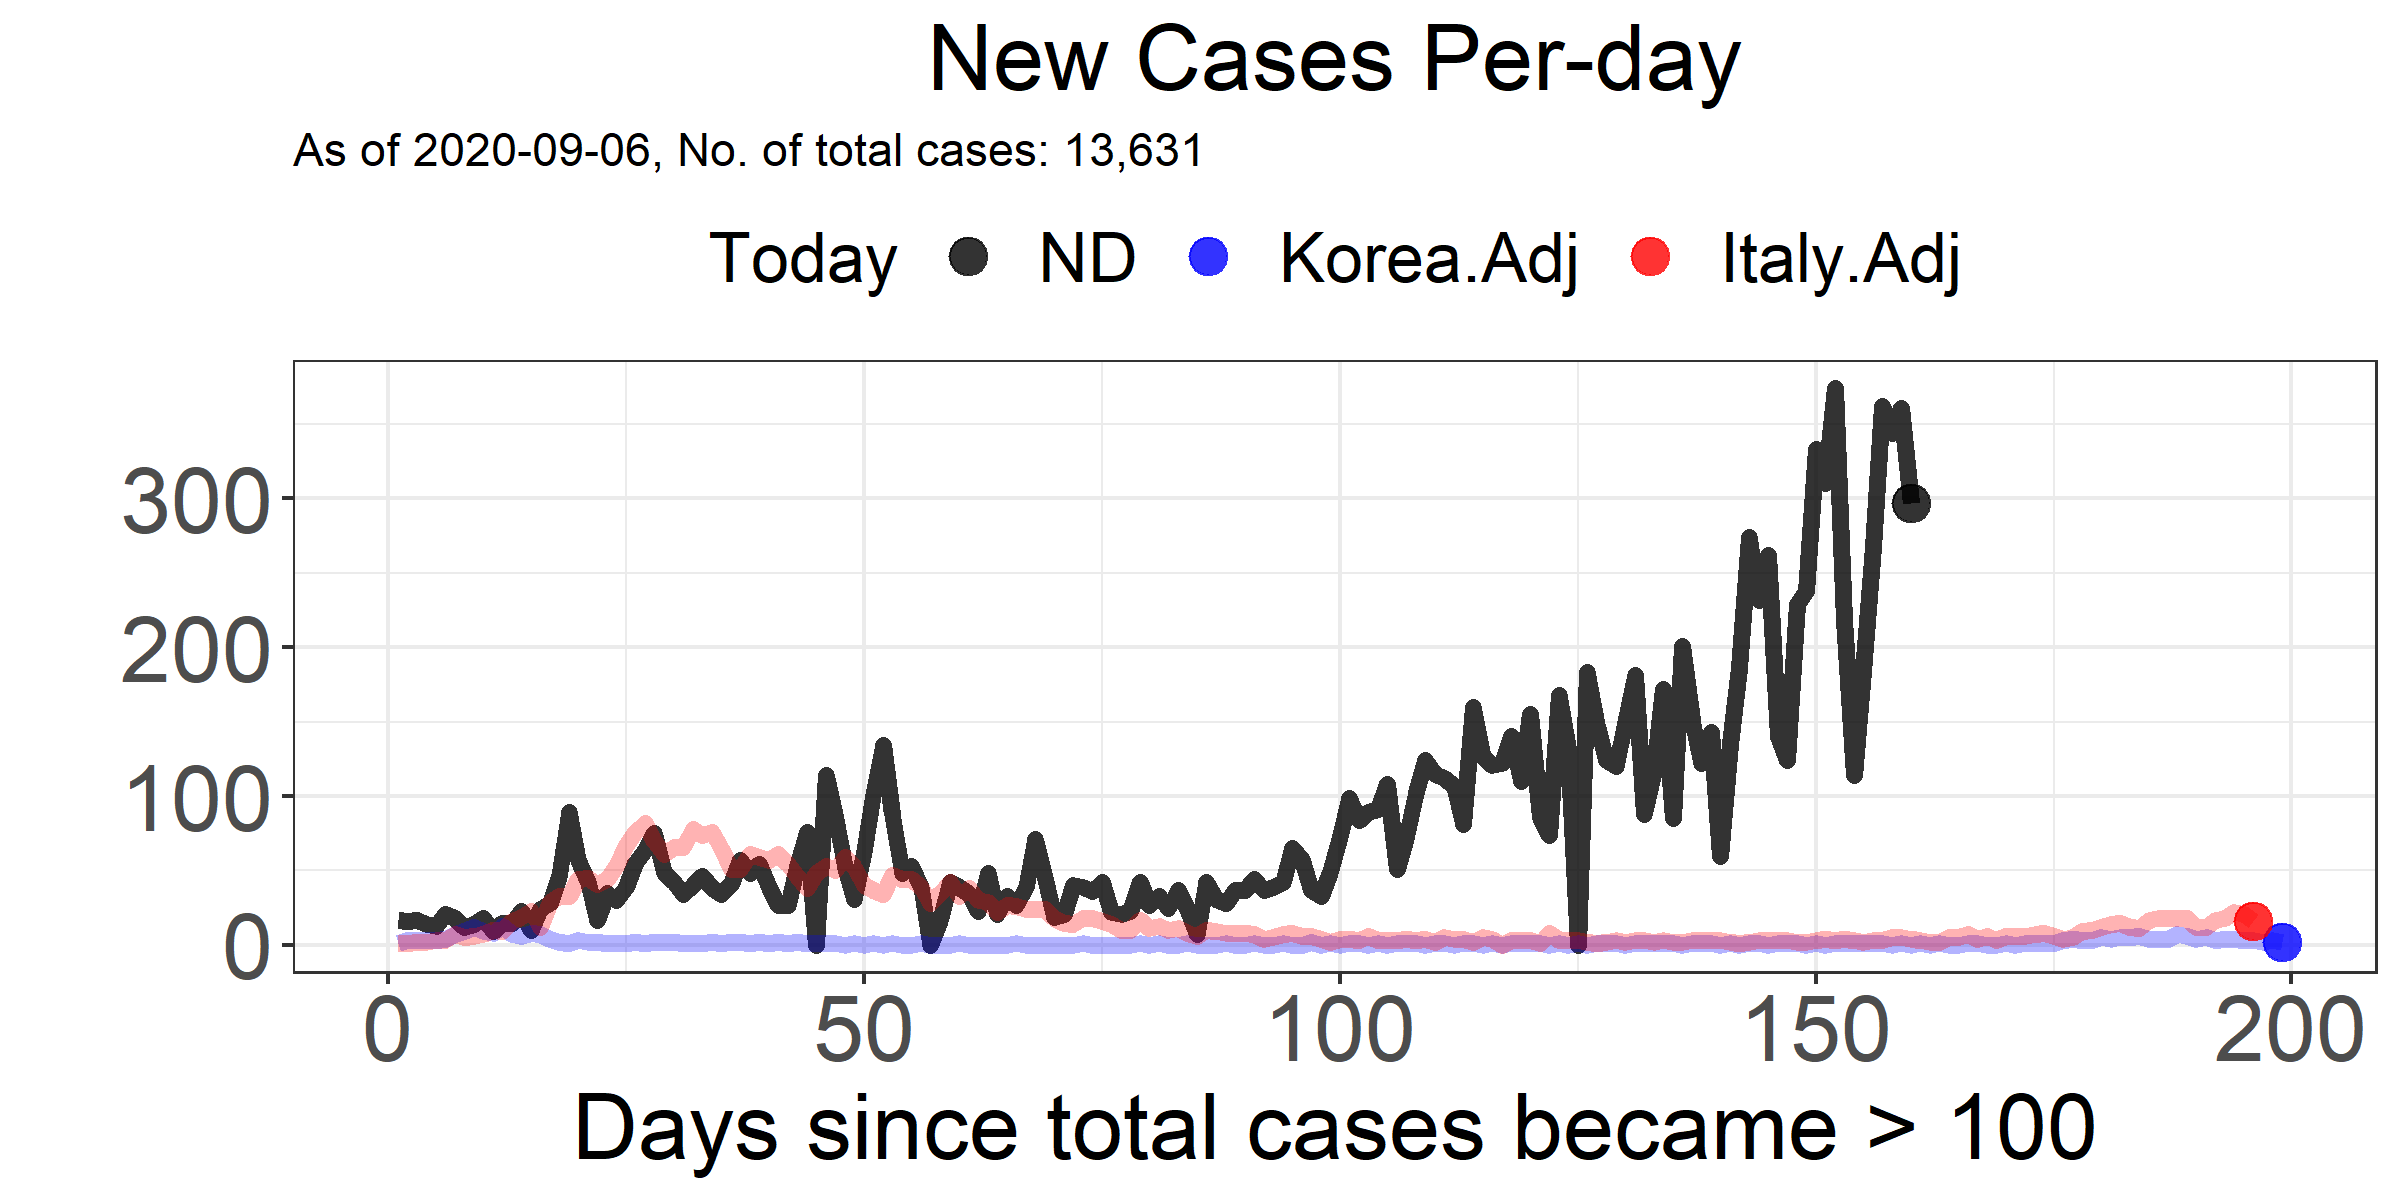 New Cases Per-day
As of 2020-09-06, No. of total cases: 13,631
Today ND Korea.Adj Italy.Adj
300
200
100
0
0 50 100 150 200
Days since total cases became > 100